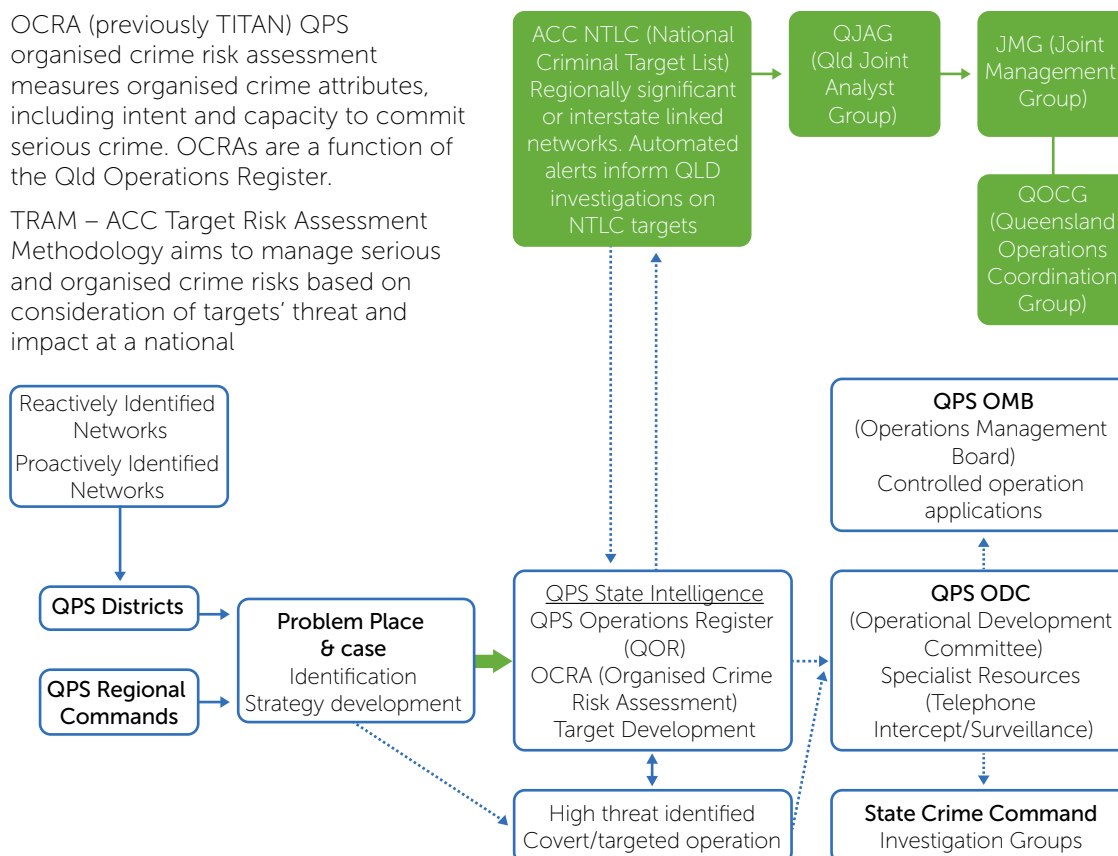 OCRA (previously TITAN) QPS
organised crime risk assessment
measures organised crime attributes,
including intent and capacity to commit
serious crime. OCRAs are a function of
the Qld Operations Register.
TRAM – ACC Target Risk Assessment
Methodology aims to manage serious
and organised crime risks based on
consideration of targets’ threat and
impact at a national
ACC NTLC (National
Criminal Target List)
Regionally significant
or interstate linked
networks. Automated
alerts inform QLD
investigations on
NTLC targets
QJAG
(Qld Joint
Analyst
Group)
JMG (Joint
Management
Group)
QOCG
(Queensland
Operations
Coordination
Group)
Reactively Identified
Networks
Proactively Identified
Networks
QPS Districts
QPS Regional
Commands
Problem Place
& case
Identification
Strategy development
QPS State Intelligence
QPS Operations Register
(QOR)
OCRA (Organised Crime
Risk Assessment)
Target Development
High threat identified
Covert/targeted operation
QPS OMB
(Operations Management
Board)
Controlled operation
applications
QPS ODC
(Operational Development
Committee)
Specialist Resources
(Telephone
Intercept/Surveillance)
State Crime Command
Investigation Groups